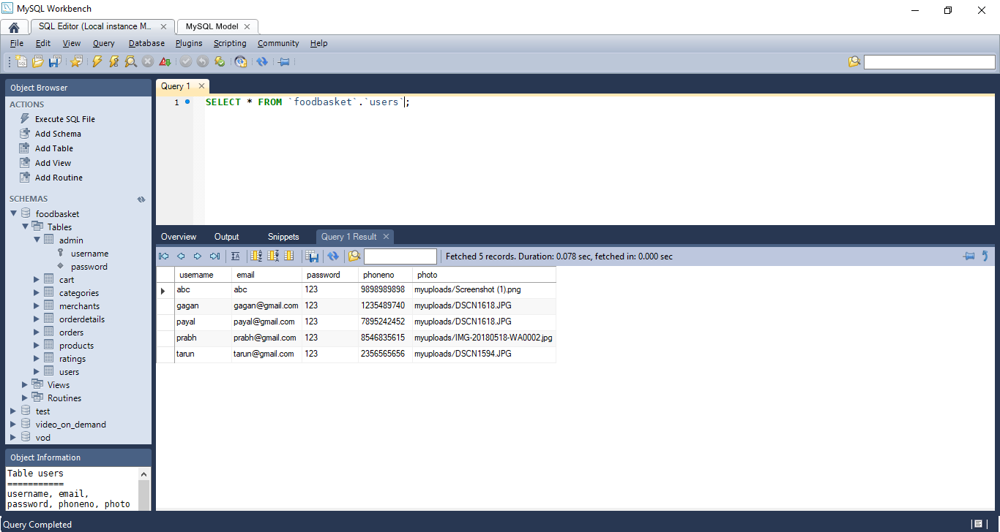 MySQL Workbench
SQL Editor (Local instance M... MySQL Model
File Edit View Query Database Plugins Scripting Community Help
Object Browser
ACTIONS
Execute SQL File
Add Schema
Add Table
Add View
Add Routine
SCHEMAS
foodbasket
Tables
admin
username
password
cart
categories
merchants
orderdetails
orders
products
ratings
users
Views
Routines
test
video_on_demand
vod
Object Information
Table users
===========
username, email,
password, phoneno, photo
Query 1
1 SELECT * FROM `foodbasket`.`users`;
Overview Output Snippets Query 1 Result
Fetched 5 records. Duration: 0.078 sec, fetched in: 0.000 sec
username email password phoneno photo
abc abc 123 9898989898 myuploads/Screenshot (1).png
gagan gagan@gmail.com 123 1235489740 myuploads/DSCN1618.JPG
payal payal@gmail.com 123 7895242452 myuploads/DSCN1618.JPG
prabh prabh@gmail.com 123 8546835615 myuploads/IMG-20180518-WA0002.jpg
tarun tarun@gmail.com 123 2356565656 myuploads/DSCN1594.JPG
Query Completed